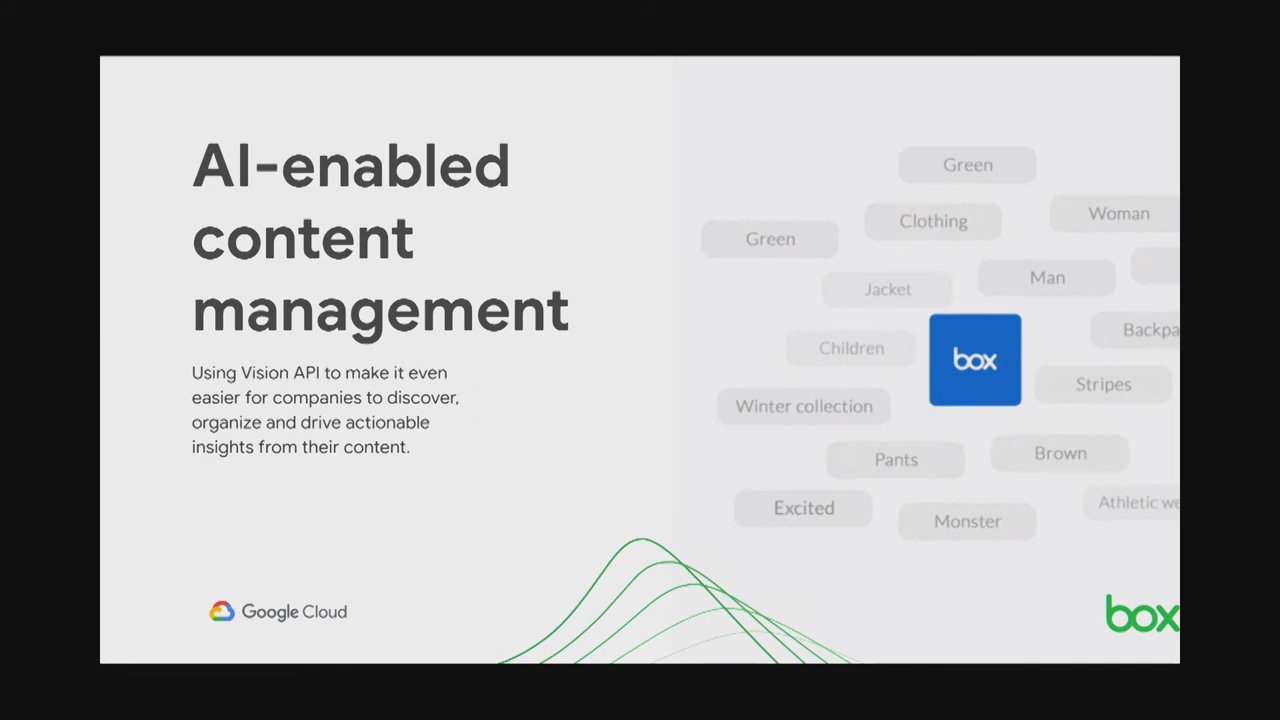 AI-enabled
content
management
Using Vision API to make it even
easier for companies to discover,
organize and drive actionable
insights from their content.
Green
Woman
Clothing
Green
Man
Jacket
Backpa
Children
box
Stripes
Winter collection
Brown
Pants
Athletic we
Excited
Monster
Google Cloud
box